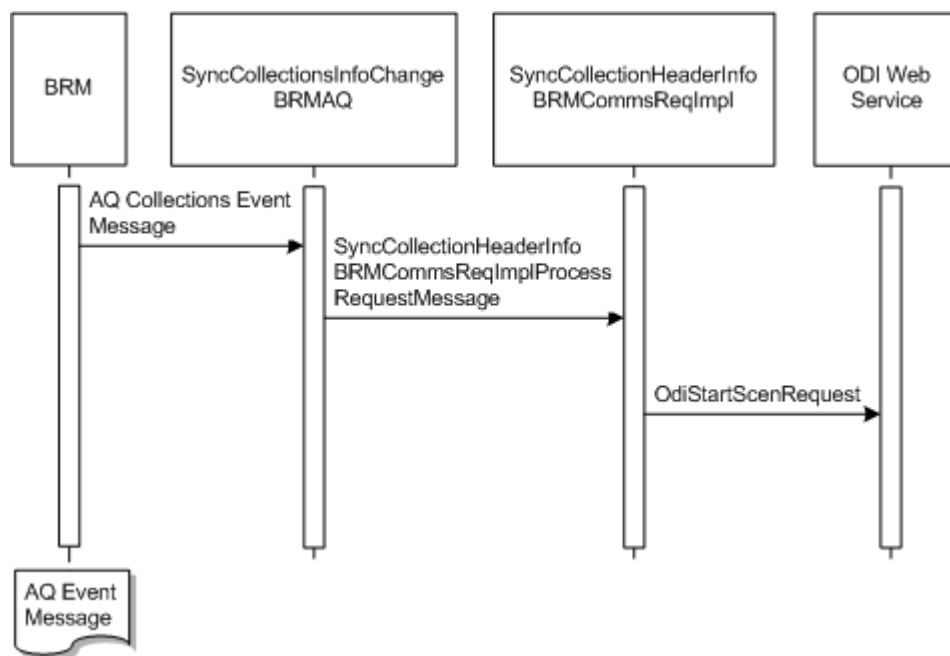 BRM
SyncCollectionsInfoChange
BRMAQ
SyncCollectionHeaderInfo
BRMCommsReqImpl
ODI Web
Service
AQ Collections Event
Message
SyncCollectionHeaderInfo
BRMCommsReqImplProcess
RequestMessage
OdiStartScenRequest
AQ Event
Message